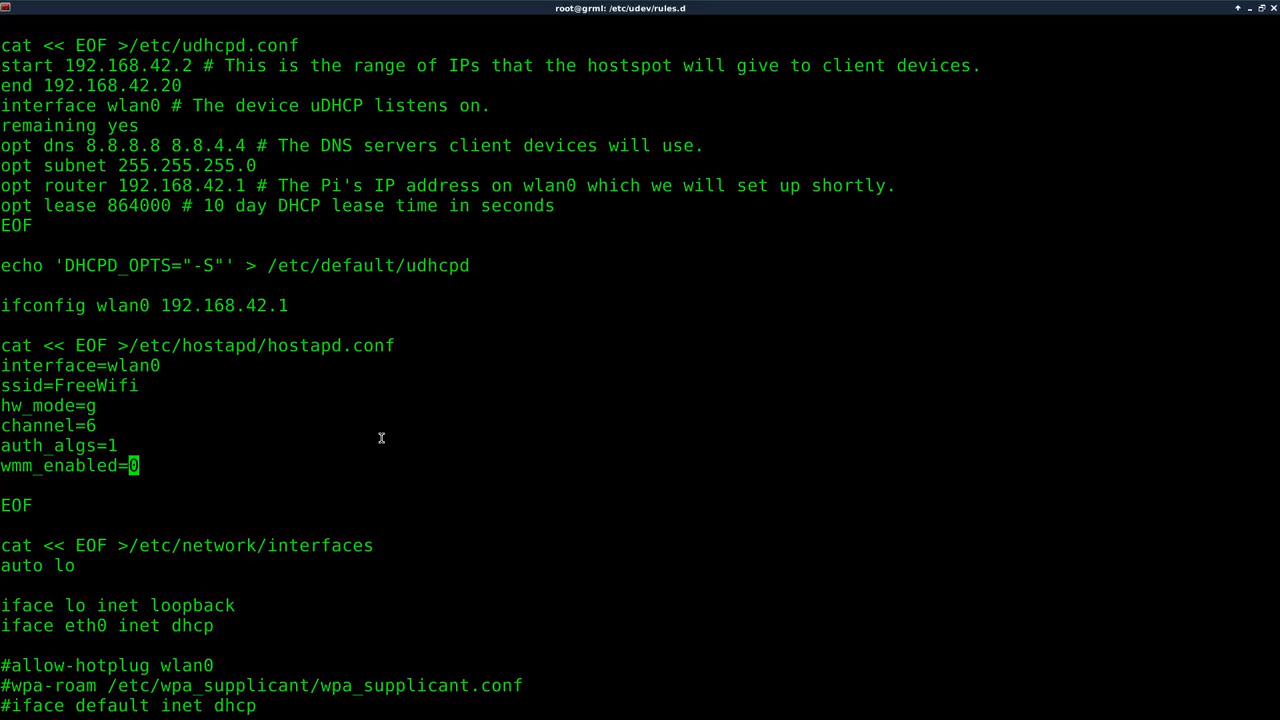 root@grml: /etc/udev/rules.d
cat << EOF >/etc/udhcpd.conf
start 192.168.42.2 # This is the range of IPs that the hostspot will give to client devices.
end 192.168.42.20
interface wlan0 # The device uDHCP listens on.
remaining yes
opt dns 8.8.8.8 8.8.4.4 # The DNS servers client devices will use.
opt subnet 255.255.255.0
opt router 192.168.42.1 # The Pi's IP address on wlan0 which we will set up shortly.
opt lease 864000 # 10 day DHCP lease time in seconds
EOF
echo 'DHCPD_OPTS="-S"' > /etc/default/udhcpd
ifconfig wlan0 192.168.42.1
cat << EOF >/etc/hostapd/hostapd.conf
interface=wlan0
ssid=FreeWifi
hw_mode=g
channel=6
auth_algs=1
wmm_enabled=0
EOF
cat << EOF >/etc/network/interfaces
auto lo
iface lo inet loopback
iface eth0 inet dhcp
#allow-hotplug wlan0
#wpa-roam /etc/wpa_supplicant/wpa_supplicant.conf
#iface default inet dhcp